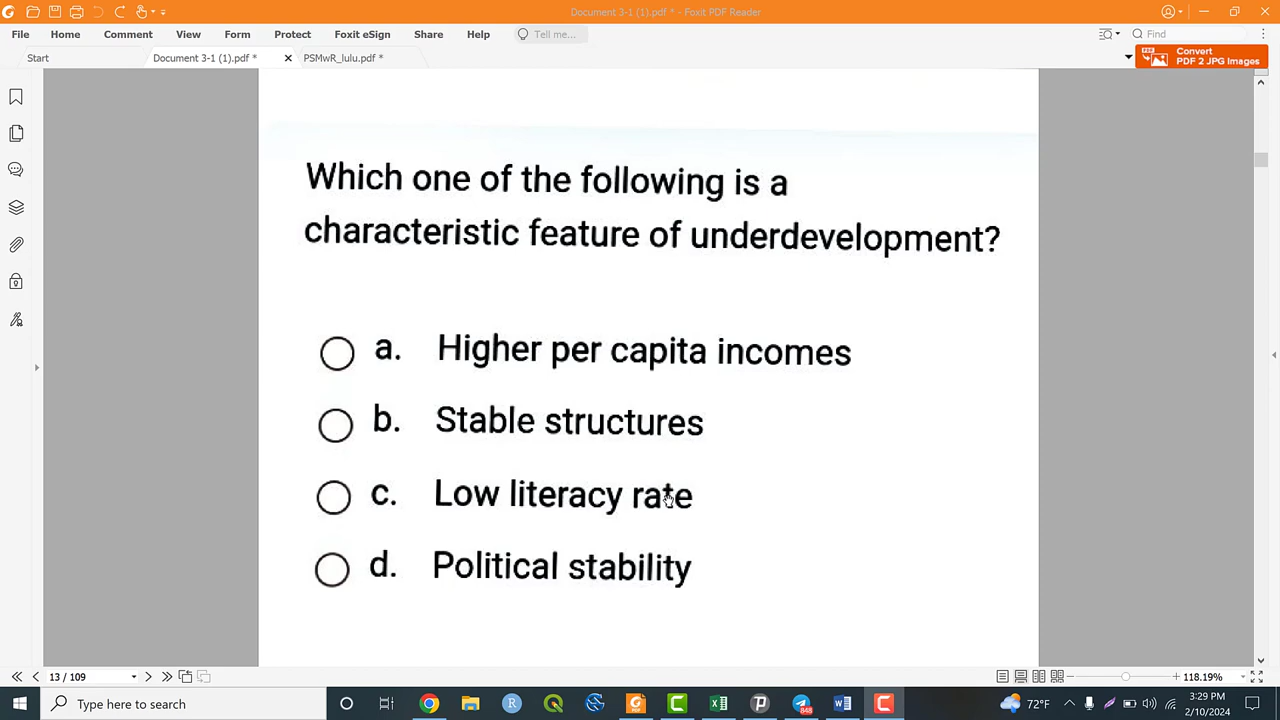 Document 3-1 (1).pdf * - Foxit PDF Reader
File Home Comment View Form Protect Foxit eSign Share Help Tell me... Find
Start Document 3-1 (1).pdf * PSMwR_lulu.pdf *
Convert
PDF 2 JPG Images
Which one of the following is a
characteristic feature of underdevelopment?
a. Higher per capita incomes
b. Stable structures
c. Low literacy rate
d. Political stability
13 / 109
118.19%
Type here to search
848
72°F
3:29 PM
2/10/2024